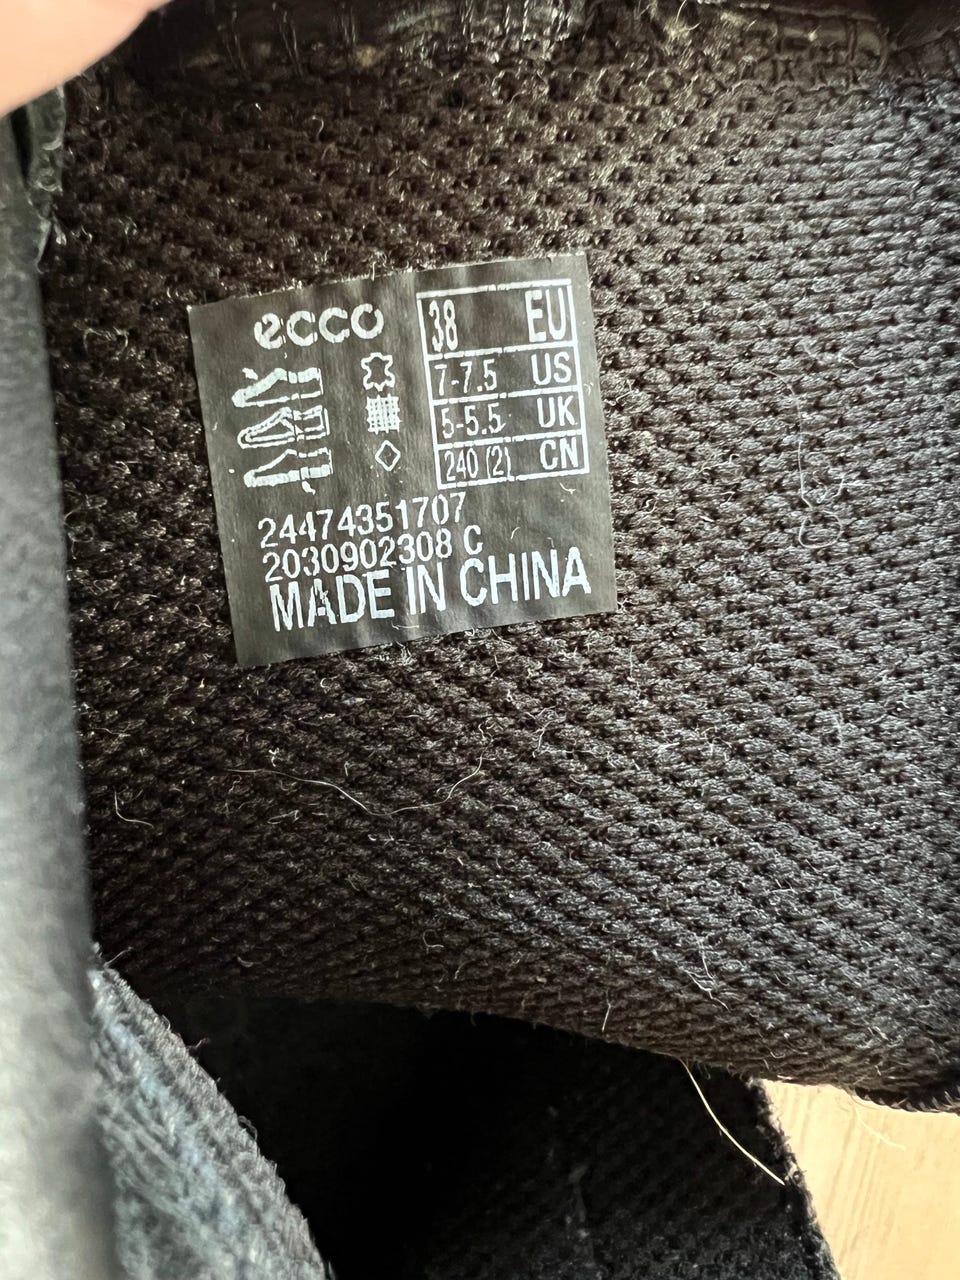 ecco
38 EU
7-7.5 US
5-5.5 UK
240 (2) CN
24474351707
2030902308 C
MADE IN CHINA